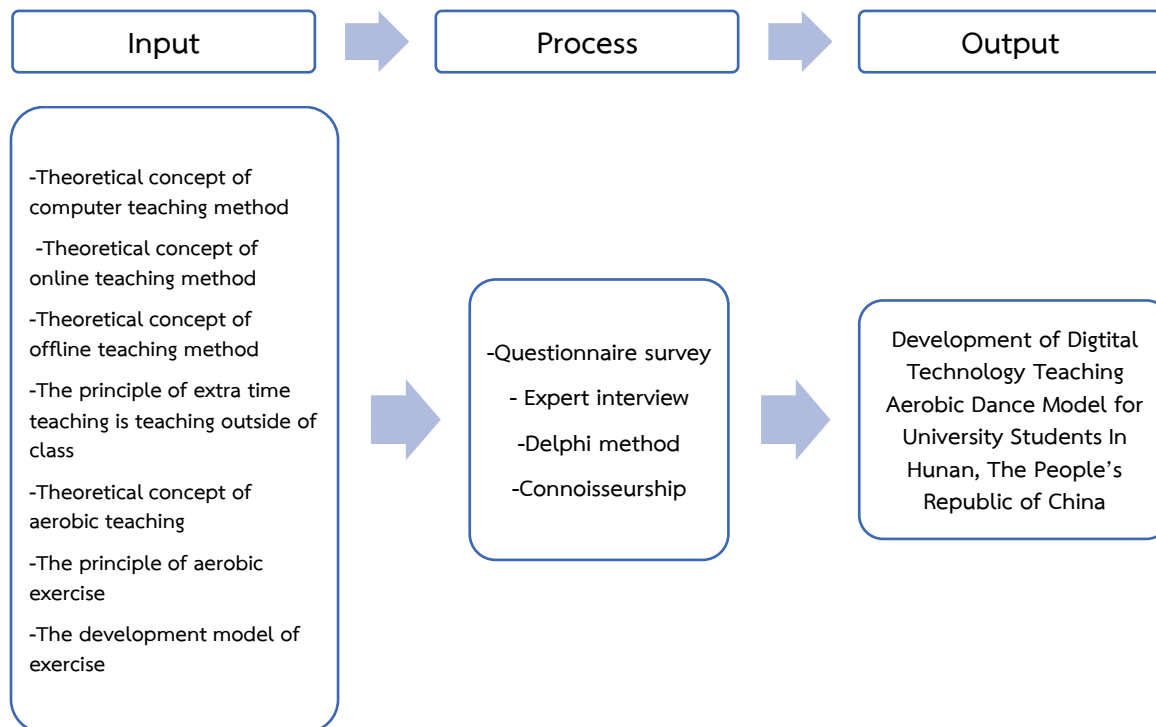 Input
Process
Output
-Theoretical concept of
computer teaching method
-Theoretical concept of
online teaching method
-Theoretical concept of
offline teaching method
-The principle of extra time
teaching is teaching outside of
class
-Theoretical concept of
aerobic teaching
-The principle of aerobic
exercise
-The development model of
exercise
-Questionnaire survey
- Expert interview
-Delphi method
-Connoisseurship
Development of Digtital
Technology Teaching
Aerobic Dance Model for
University Students In
Hunan, The People's
Republic of China